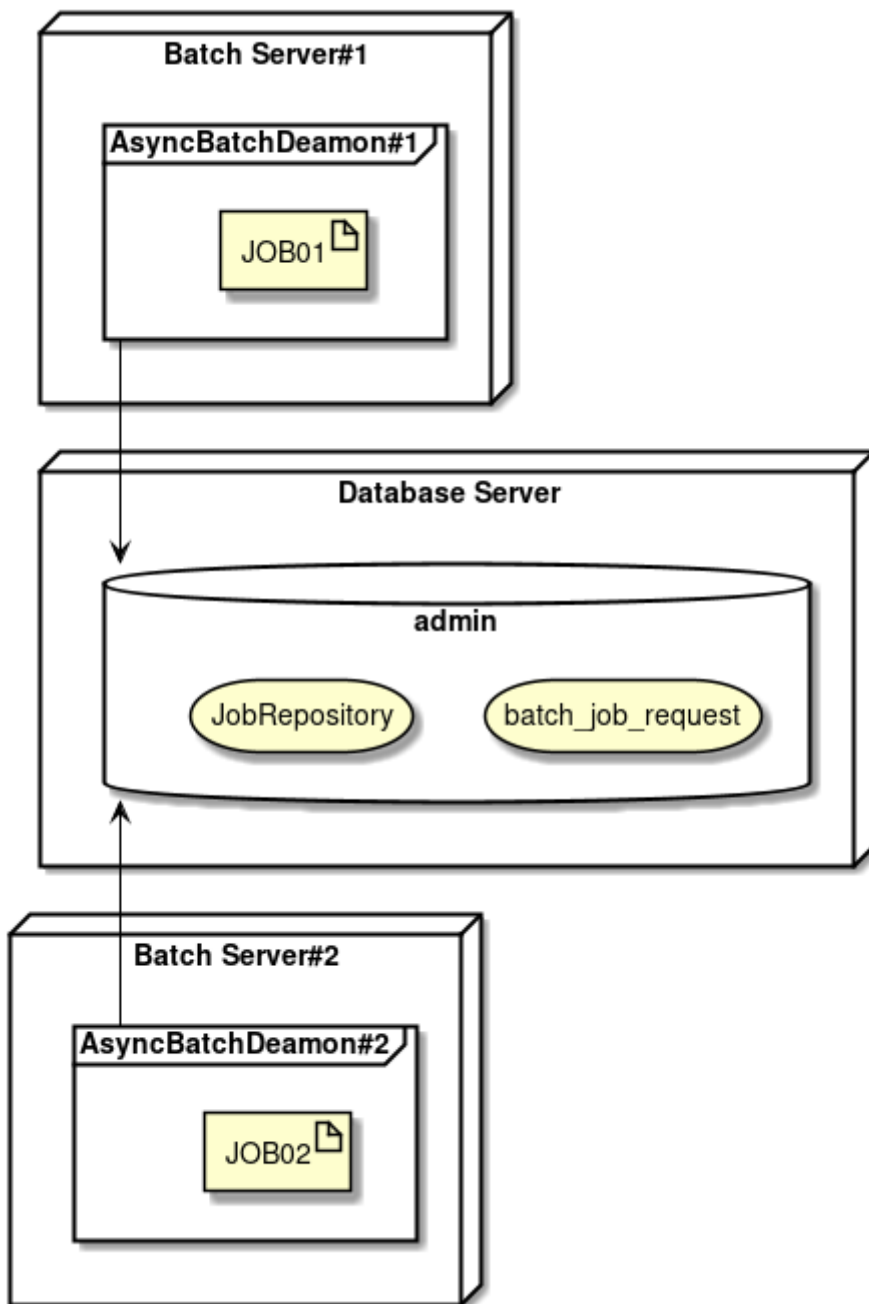 Batch Server#1
AsyncBatchDeamon#1
JOB01
Database Server
admin
JobRepository
batch_job_request
Batch Server#2
AsyncBatchDeamon#2
JOB02